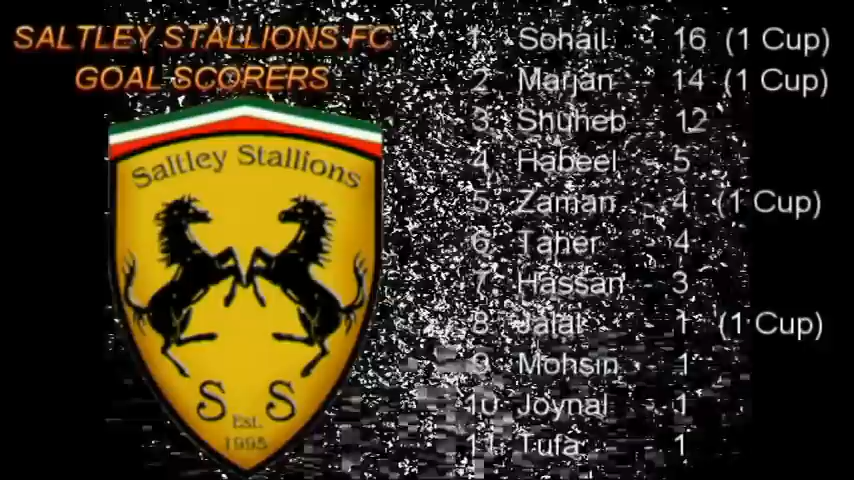 SALTLEY STALLIONS FC
GOAL SCORERS
Saltley Stallions
S S
Est.
1995
1 Sohail - 16 (1 Cup)
2 Marjan - 14 (1 Cup)
3 Shuheb - 12
4 Habeel - 5
5 Zaman - 4 (1 Cup)
6 Taher - 4
7 Hassan - 3
8 Jalal - 1 (1 Cup)
9 Mohsin - 1
10 Joynal - 1
11 Tufa - 1